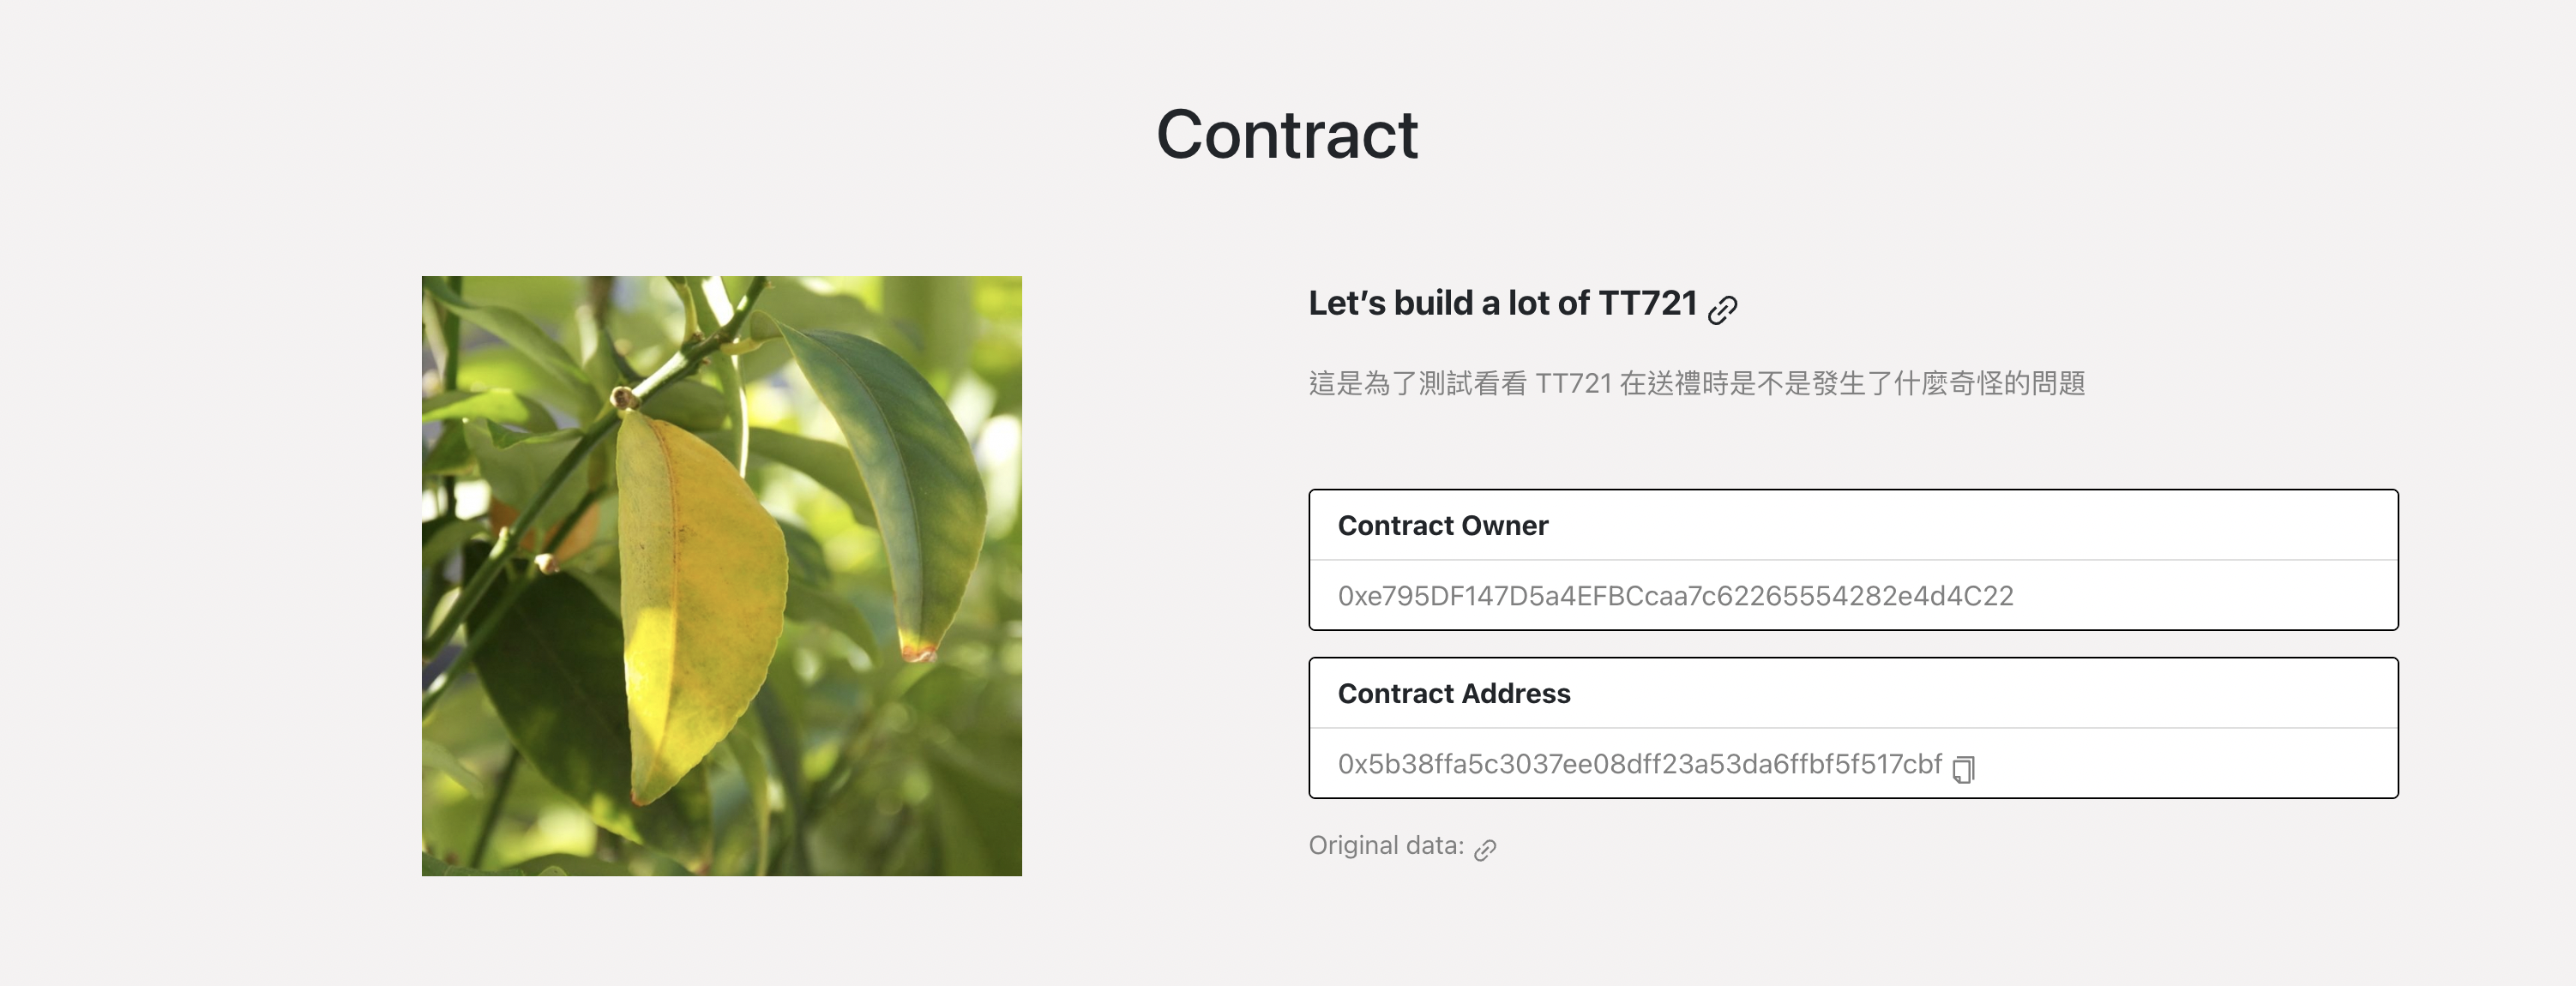 Contract
Let’s build a lot of TT721
這是為了測試看看 TT721 在送禮時是不是發生了什麼奇怪的問題
Contract Owner
0xe795DF147D5a4EFBCcaa7c62265554282e4d4C22
Contract Address
0x5b38ffa5c3037ee08dff23a53da6ffbf5f517cbf
Original data: